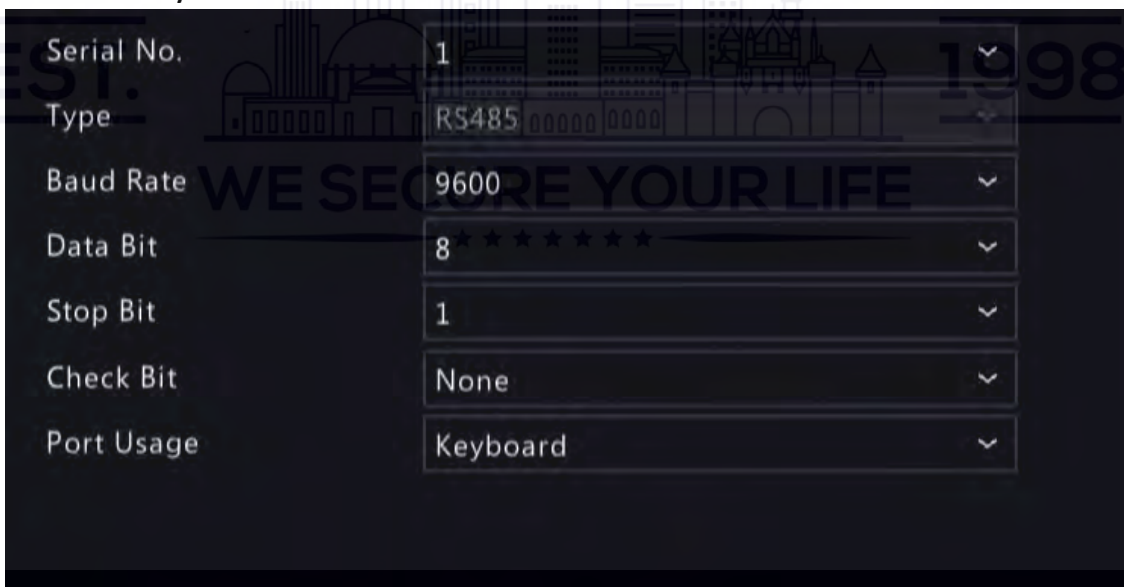 Serial No. 1
EST. 1998
Type RS485
Baud Rate 9600
WE SECURE YOUR LIFE
Data Bit 8
Stop Bit 1
Check Bit None
Port Usage Keyboard